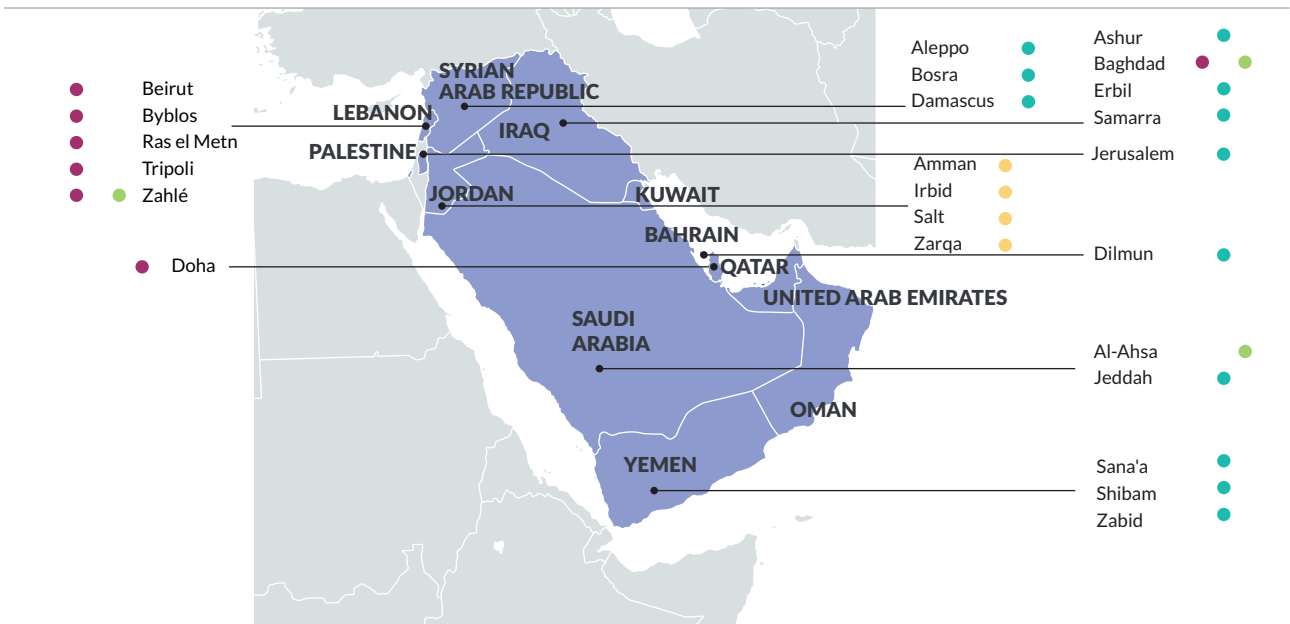 Beirut
Byblos
Ras el Metn
Tripoli
Zahlé
Doha
SYRIAN
ARAB REPUBLIC
LEBANON
IRAQ
PALESTINE
JORDAN
KUWAIT
BAHRAIN
QATAR
UNITED ARAB EMIRATES
SAUDI
ARABIA
OMAN
YEMEN
Aleppo
Bosra
Damascus
Amman
Irbid
Salt
Zarqa
Ashur
Baghdad
Erbil
Samarra
Jerusalem
Dilmun
Al-Ahsa
Jeddah
Sana'a
Shibam
Zabid